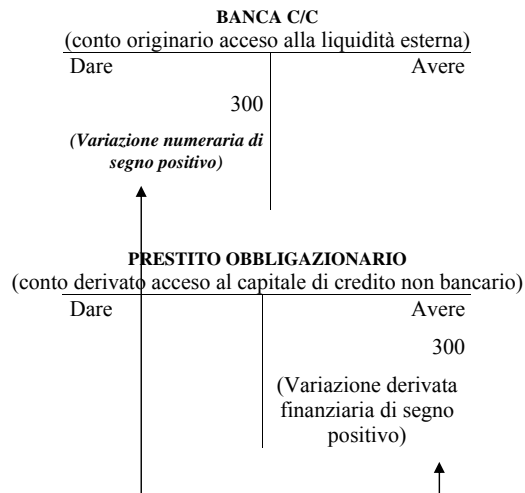 BANCA C/C
(conto originario acceso alla liquidità esterna)
Dare Avere
300
(Variazione numeraria di
segno positivo)
PRESTITO OBBLIGAZIONARIO
(conto derivato acceso al capitale di credito non bancario)
Dare Avere
300
(Variazione derivata
finanziaria di segno
positivo)